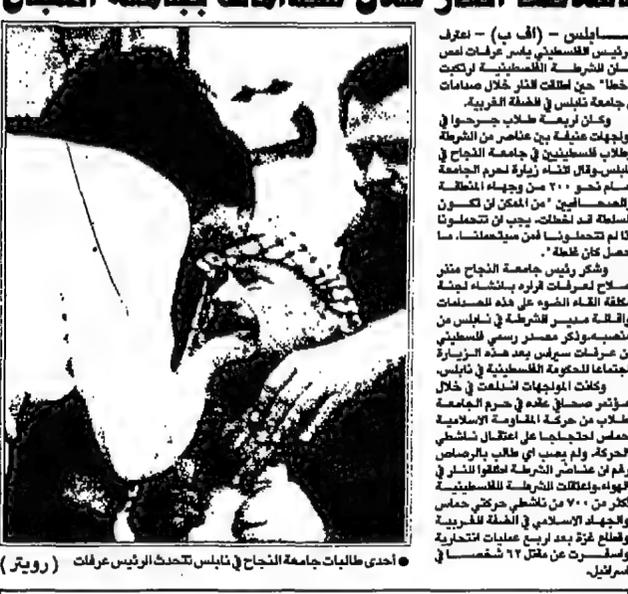 نابلس - (اف ب) - اعترف
الرئيس الفلسطيني ياسر عرفات امس
بان الشرطة الفلسطينية ارتكبت
"خطأ" حين اطلقت النار خلال صدامات
جامعة نابلس في الضفة الغربية.
وكان اربعة طلاب جرحوا في
مواجهات عنيفة بين عناصر من الشرطة
وطلاب فلسطينيين في جامعة النجاح في
نابلس.وقال اثناء زيارة لحرم الجامعة
امام نحو ٢٠٠ من وجهاء المنطقة
والصحافيين "من الممكن ان تكون
السلطة قد اخطأت. يجب ان تتحملونا
اذا لم تتحملونا فمن سيتحملنا. ما
حصل كان غلطة".
وشكر رئيس جامعة النجاح منذر
صلاح لعرفات قراره بانشاء لجنة
مكلفة القاء الضوء على هذه الصدامات
واقالة مدير الشرطة في نابلس من
منصبه.وذكر مصدر رسمي فلسطيني
ان عرفات سيرأس بعد هذه الزيارة
اجتماعا للحكومة الفلسطينية في نابلس.
وكانت المواجهات اندلعت في خلال
مؤتمر صحافي عقده في حرم الجامعة
طلاب من حركة المقاومة الاسلامية
حماس احتجاجا على اعتقال ناشطي
الحركة. ولم يصب اي طالب بالرصاص
رغم ان عناصر الشرطة اطلقوا النار في
الهواء.واعتقلت الشرطة الفلسطينية
اكثر من ٧٠٠ من ناشطي حركتي حماس
والجهاد الاسلامي في الضفة الغربية
وقطاع غزة بعد اربع عمليات انتحارية
واسفرت عن مقتل ٦٢ شخصا في
اسرائيل.
● أحدى طالبات جامعة النجاح في نابلس تتحدث الرئيس عرفات (رويتر)